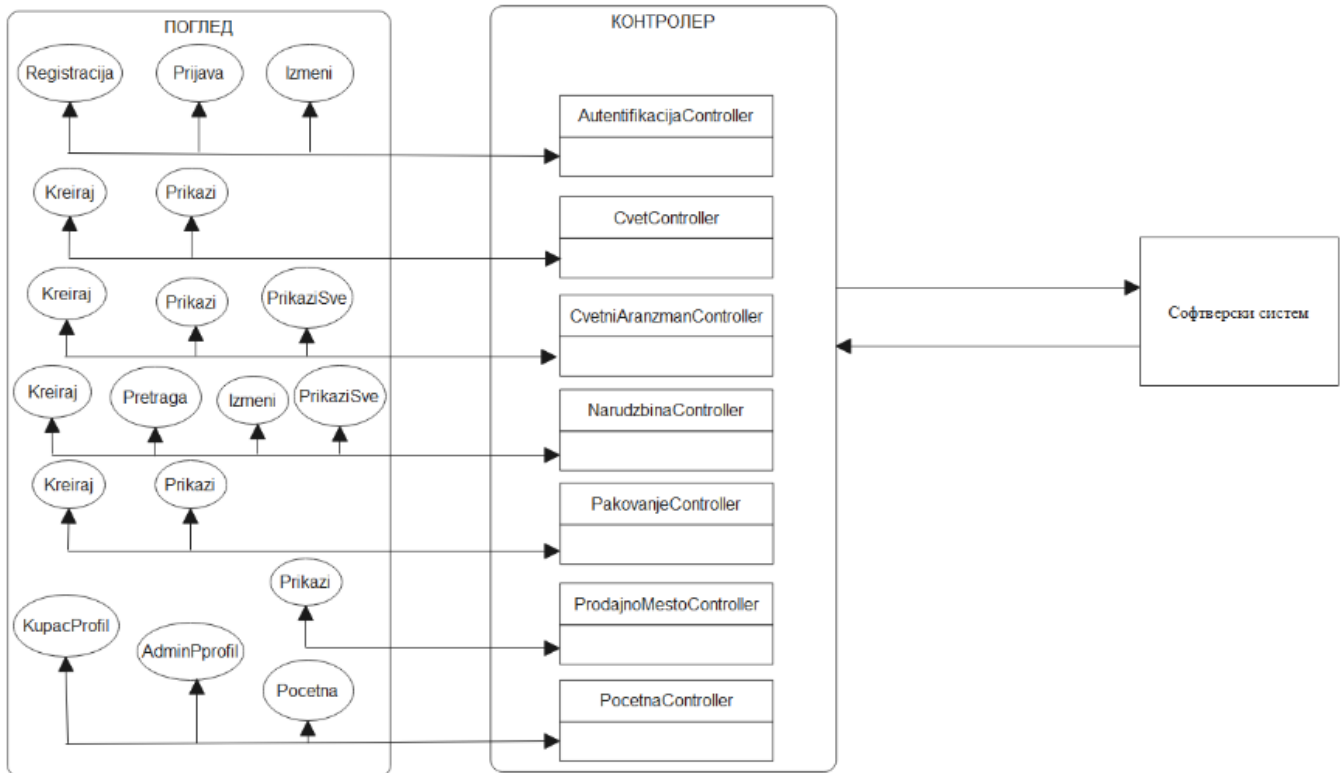 ПОГЛЕД
Registracija
Prijava
Izmeni
Kreiraj
Prikazi
Kreiraj
Prikazi
PrikaziSve
Kreiraj
Pretraga
Izmeni
PrikaziSve
Kreiraj
Prikazi
Prikazi
KupacProfil
AdminPprofil
Pocetna
КОНТРОЛЕР
AutentifikacijaController
CvetController
CvetniAranzmanController
NarudzbinaController
PakovanjeController
ProdajnoMestoController
PocetnaController
Софтверски систем